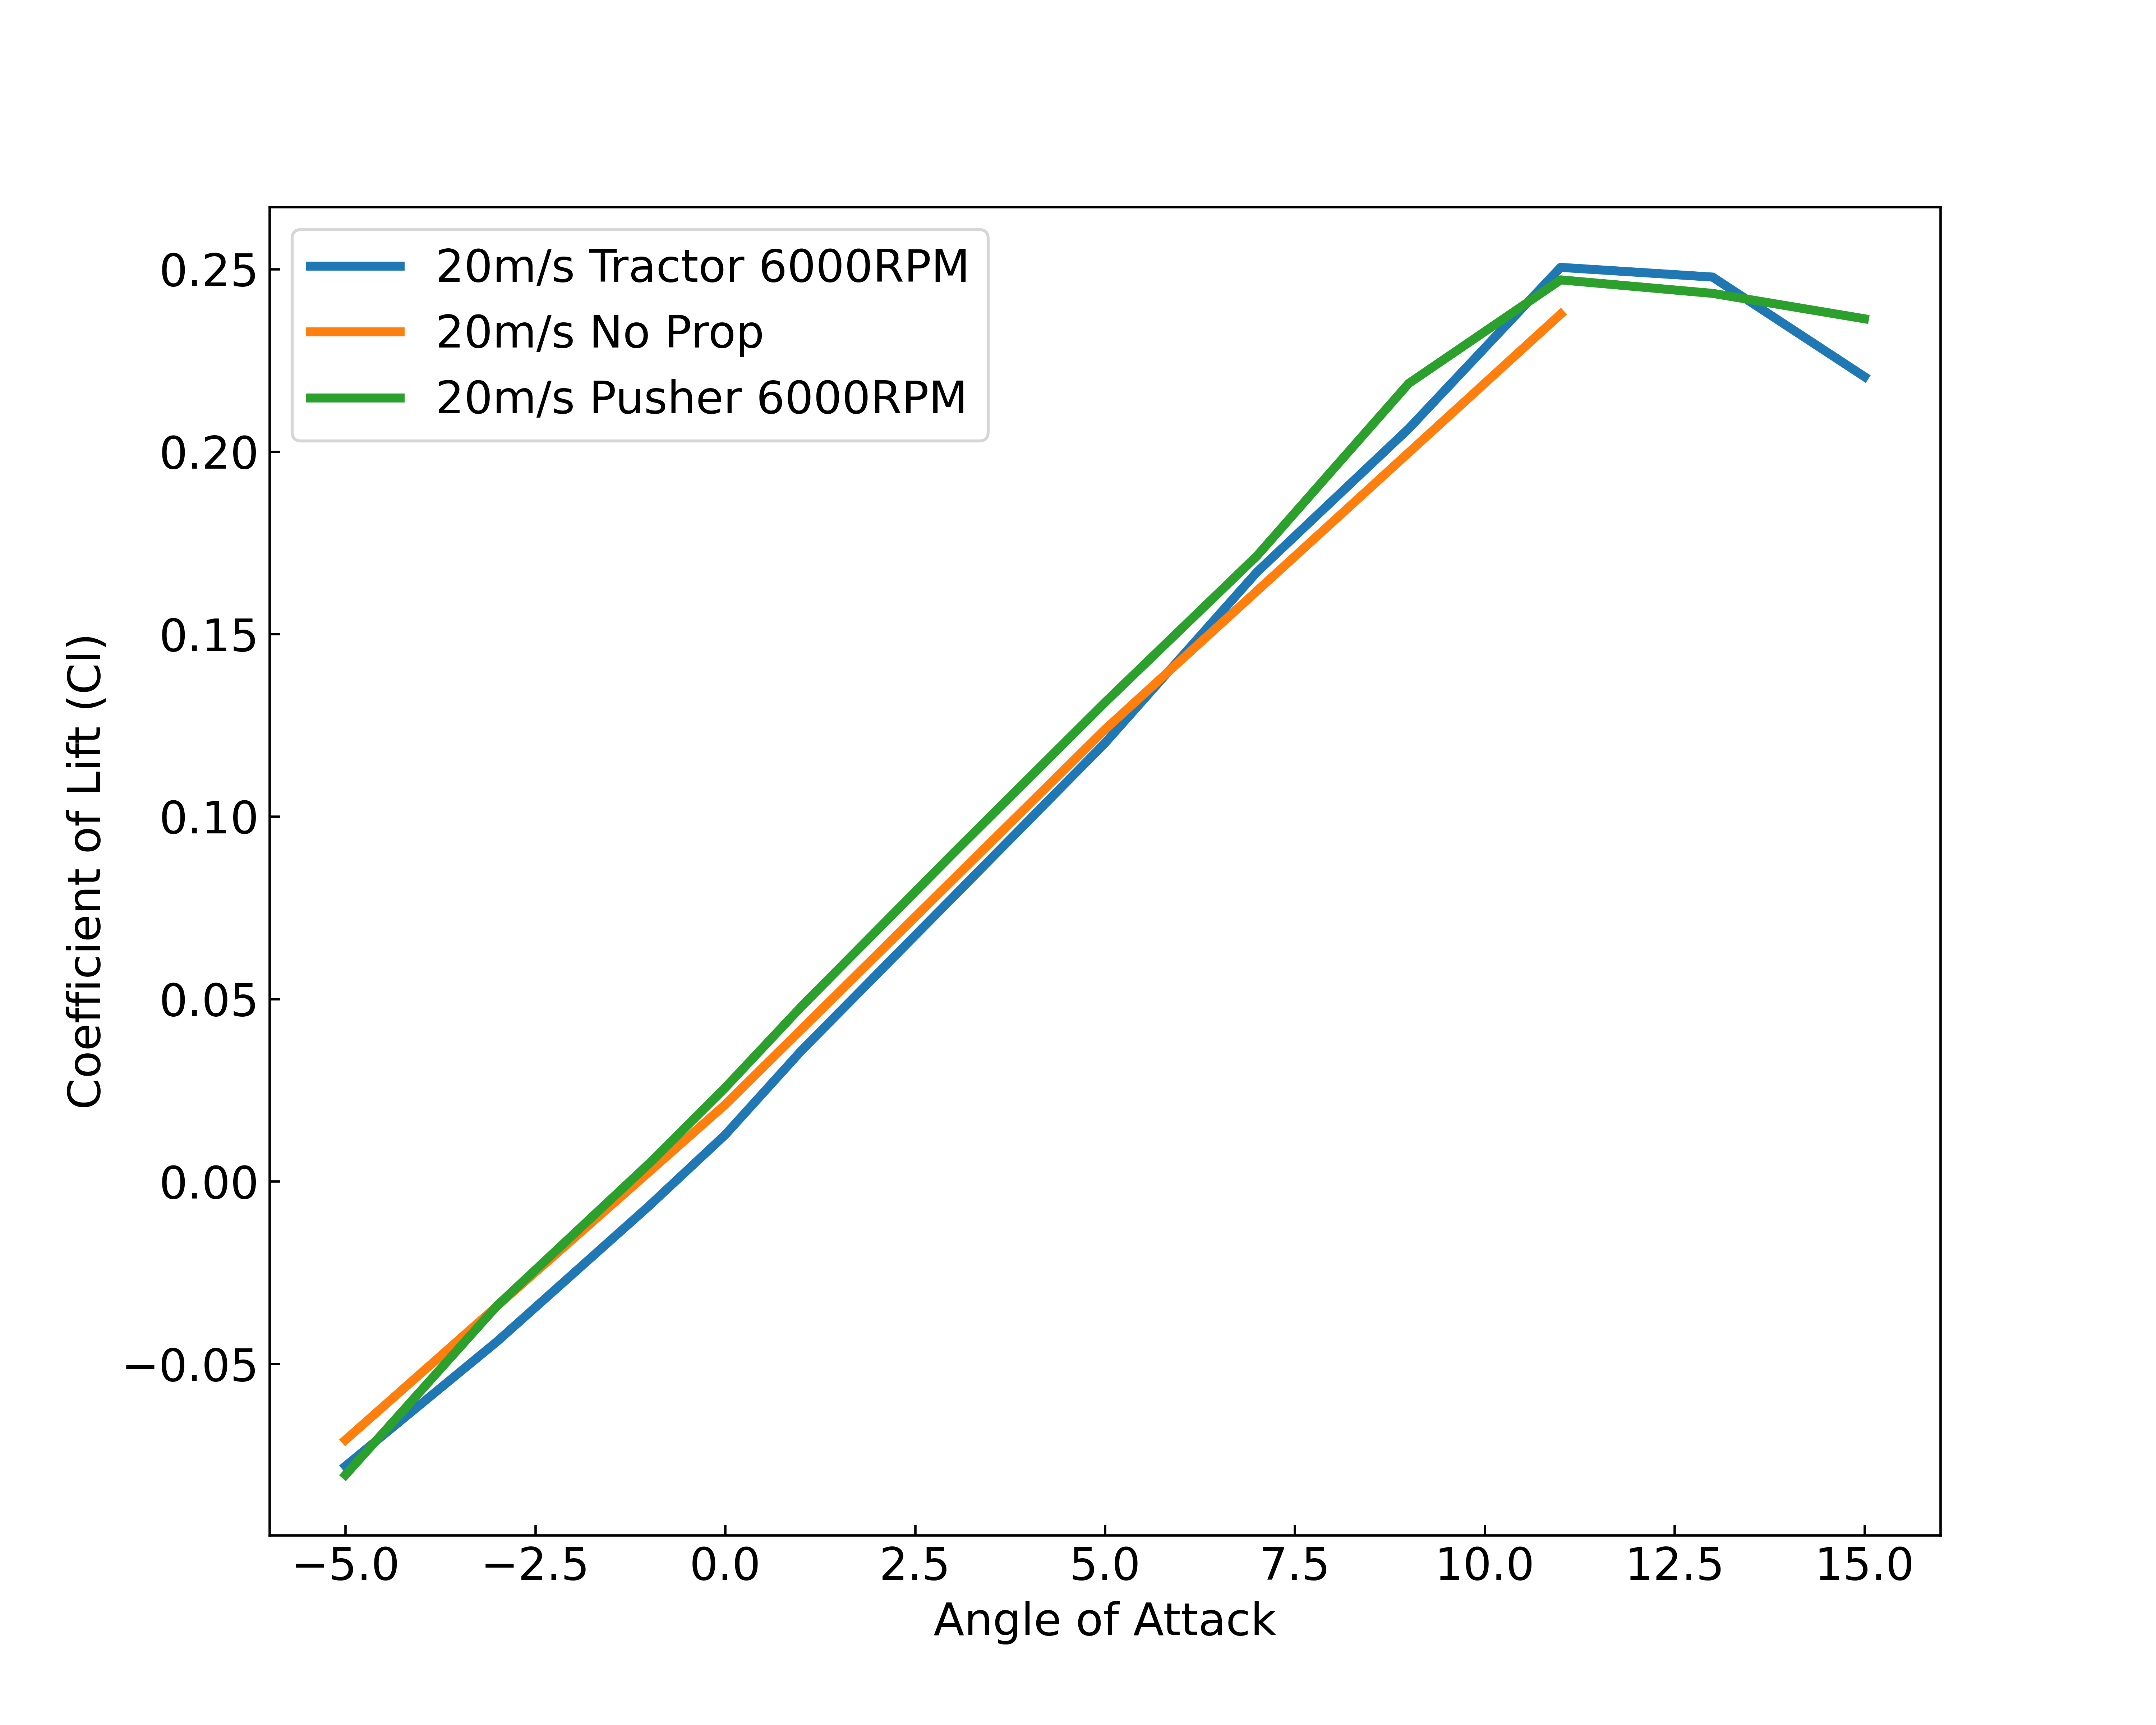 20m/s Tractor 6000RPM
20m/s No Prop
20m/s Pusher 6000RPM
0.25
0.20
0.15
0.10
0.05
0.00
−0.05
Coefficient of Lift (Cl)
−5.0 −2.5 0.0 2.5 5.0 7.5 10.0 12.5 15.0
Angle of Attack